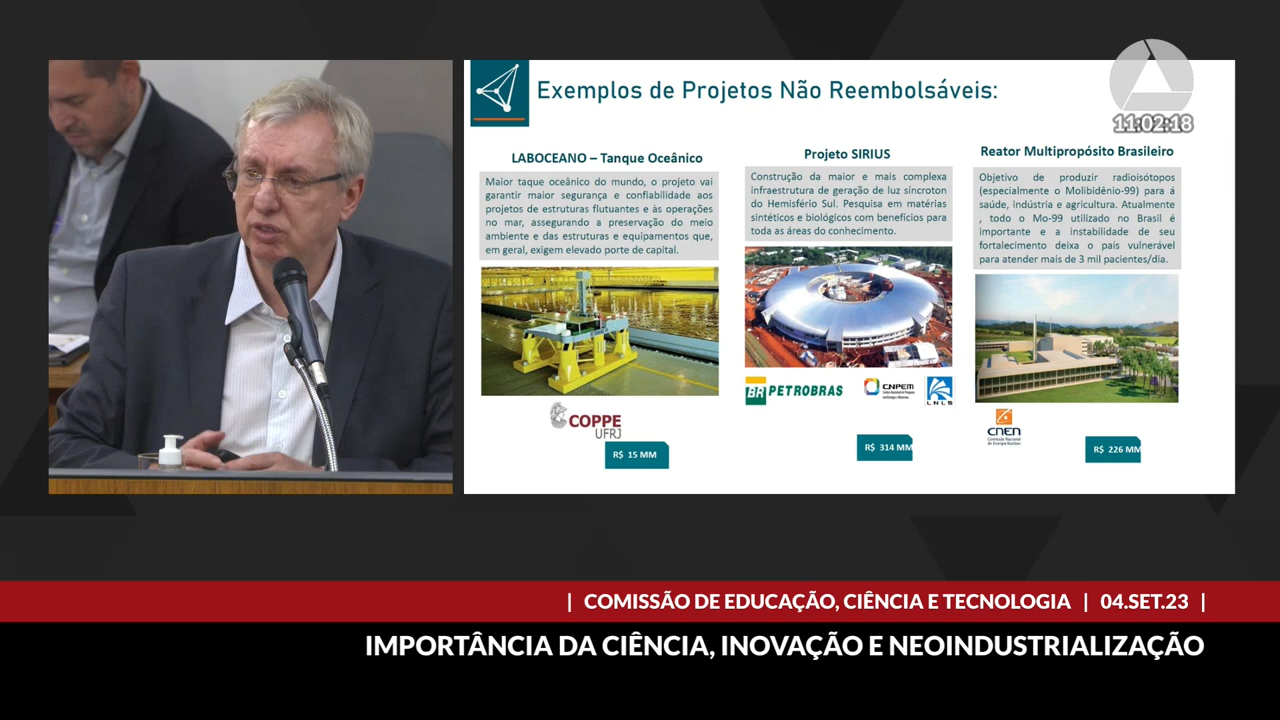 Exemplos de Projetos Não Reembolsáveis:
11:02:18
LABOCEANO – Tanque Oceânico
Maior taque oceânico do mundo, o projeto vai
garantir maior segurança e confiabilidade aos
projetos de estruturas flutuantes e às operações
no mar, assegurando a preservação do meio
ambiente e das estruturas e equipamentos que,
em geral, exigem elevado porte de capital.
COPPE
UFRJ
R$ 15 MM
Projeto SIRIUS
Construção da maior e mais complexa
infraestrutura de geração de luz síncroton
do Hemisfério Sul. Pesquisa em matérias
sintéticos e biológicos com benefícios para
toda as áreas do conhecimento.
BR PETROBRAS
CNPEM
LNLS
R$ 314 MM
Reator Multipropósito Brasileiro
Objetivo de produzir radioisótopos
(especialmente o Molibidênio-99) para á
saúde, indústria e agricultura. Atualmente
, todo o Mo-99 utilizado no Brasil é
importante e a instabilidade de seu
fortalecimento deixa o país vulnerável
para atender mais de 3 mil pacientes/dia.
CNEN
Comissão Nacional
de Energia Nuclear
R$ 226 MM
| COMISSÃO DE EDUCAÇÃO, CIÊNCIA E TECNOLOGIA | 04.SET.23 |
IMPORTÂNCIA DA CIÊNCIA, INOVAÇÃO E NEOINDUSTRIALIZAÇÃO